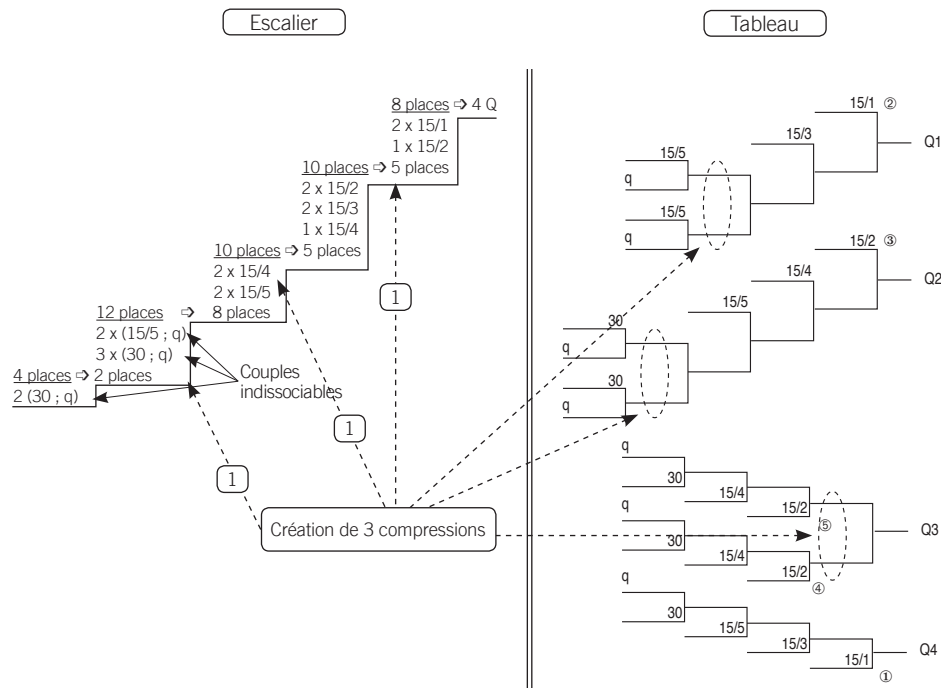 Escalier
Tableau
8 places ➩ 4 Q
2 x 15/1
1 x 15/2
10 places ➩ 5 places
2 x 15/2
2 x 15/3
1 x 15/4
10 places ➩ 5 places
2 x 15/4
2 x 15/5
12 places ➩ 8 places
2 x (15/5 ; q)
3 x (30 ; q)
4 places ➩ 2 places
2 (30 ; q)
Couples
indissociables
1
1
1
Création de 3 compressions
15/1 ②
Q1
15/3
15/5
q
15/5
q
15/2 ③
Q2
15/4
15/5
30
q
30
q
q
30
15/4
q
15/2
⑤
Q3
30
15/4
15/2
④
q
30
15/5
15/3
Q4
15/1
①